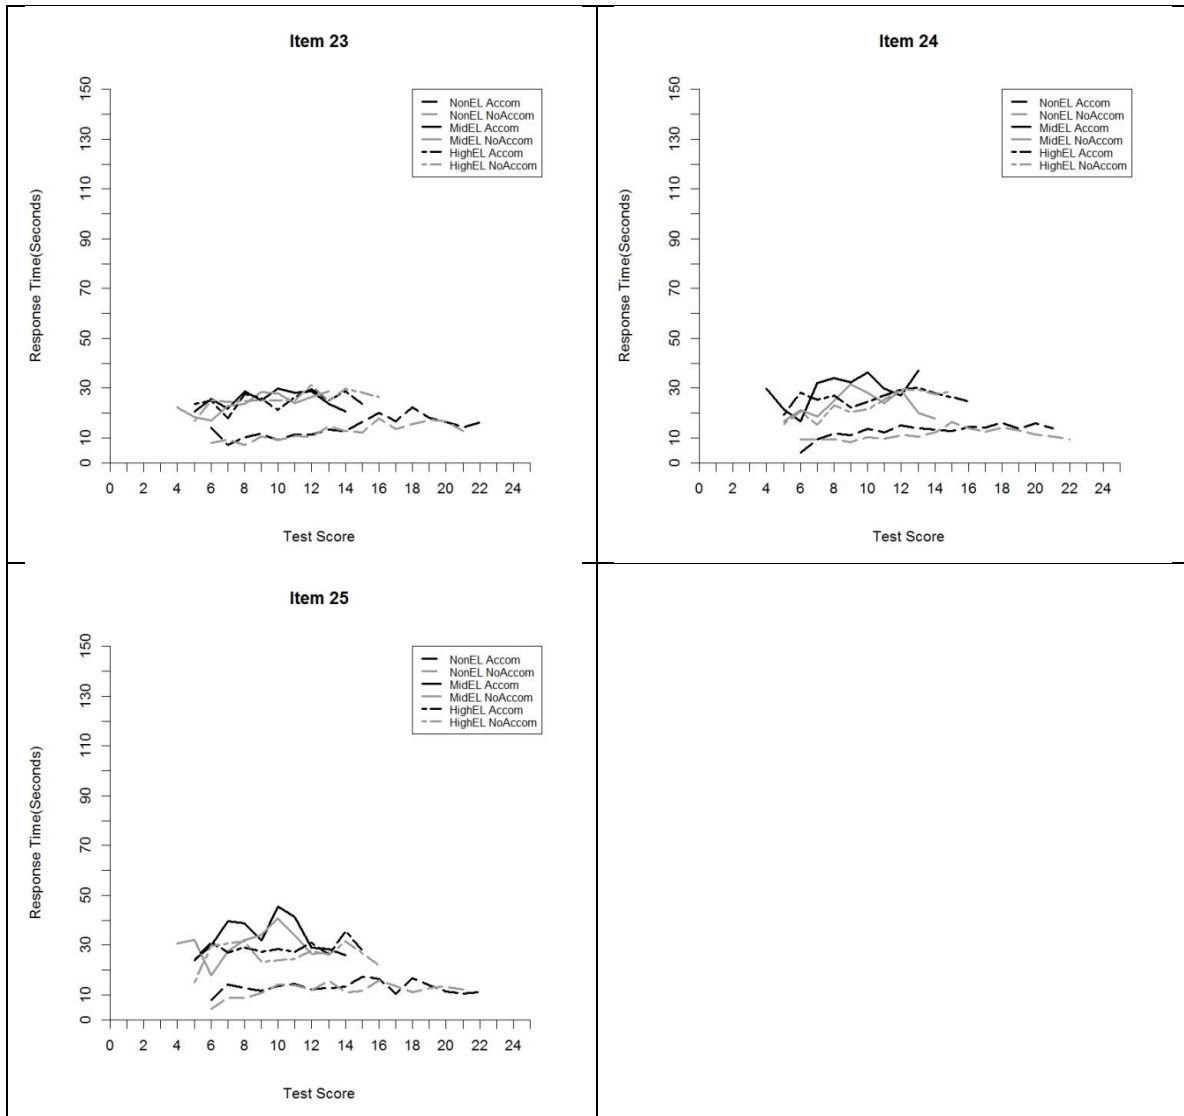 Item 23
Response Time(Seconds)
150
130
110
90
70
50
30
10
0
NonEL Accom
NonEL NoAccom
MidEL Accom
MidEL NoAccom
HighEL Accom
HighEL NoAccom
0 2 4 6 8 10 12 14 16 18 20 22 24
Test Score
Item 24
Response Time(Seconds)
150
130
110
90
70
50
30
10
0
NonEL Accom
NonEL NoAccom
MidEL Accom
MidEL NoAccom
HighEL Accom
HighEL NoAccom
0 2 4 6 8 10 12 14 16 18 20 22 24
Test Score
Item 25
Response Time(Seconds)
150
130
110
90
70
50
30
10
0
NonEL Accom
NonEL NoAccom
MidEL Accom
MidEL NoAccom
HighEL Accom
HighEL NoAccom
0 2 4 6 8 10 12 14 16 18 20 22 24
Test Score